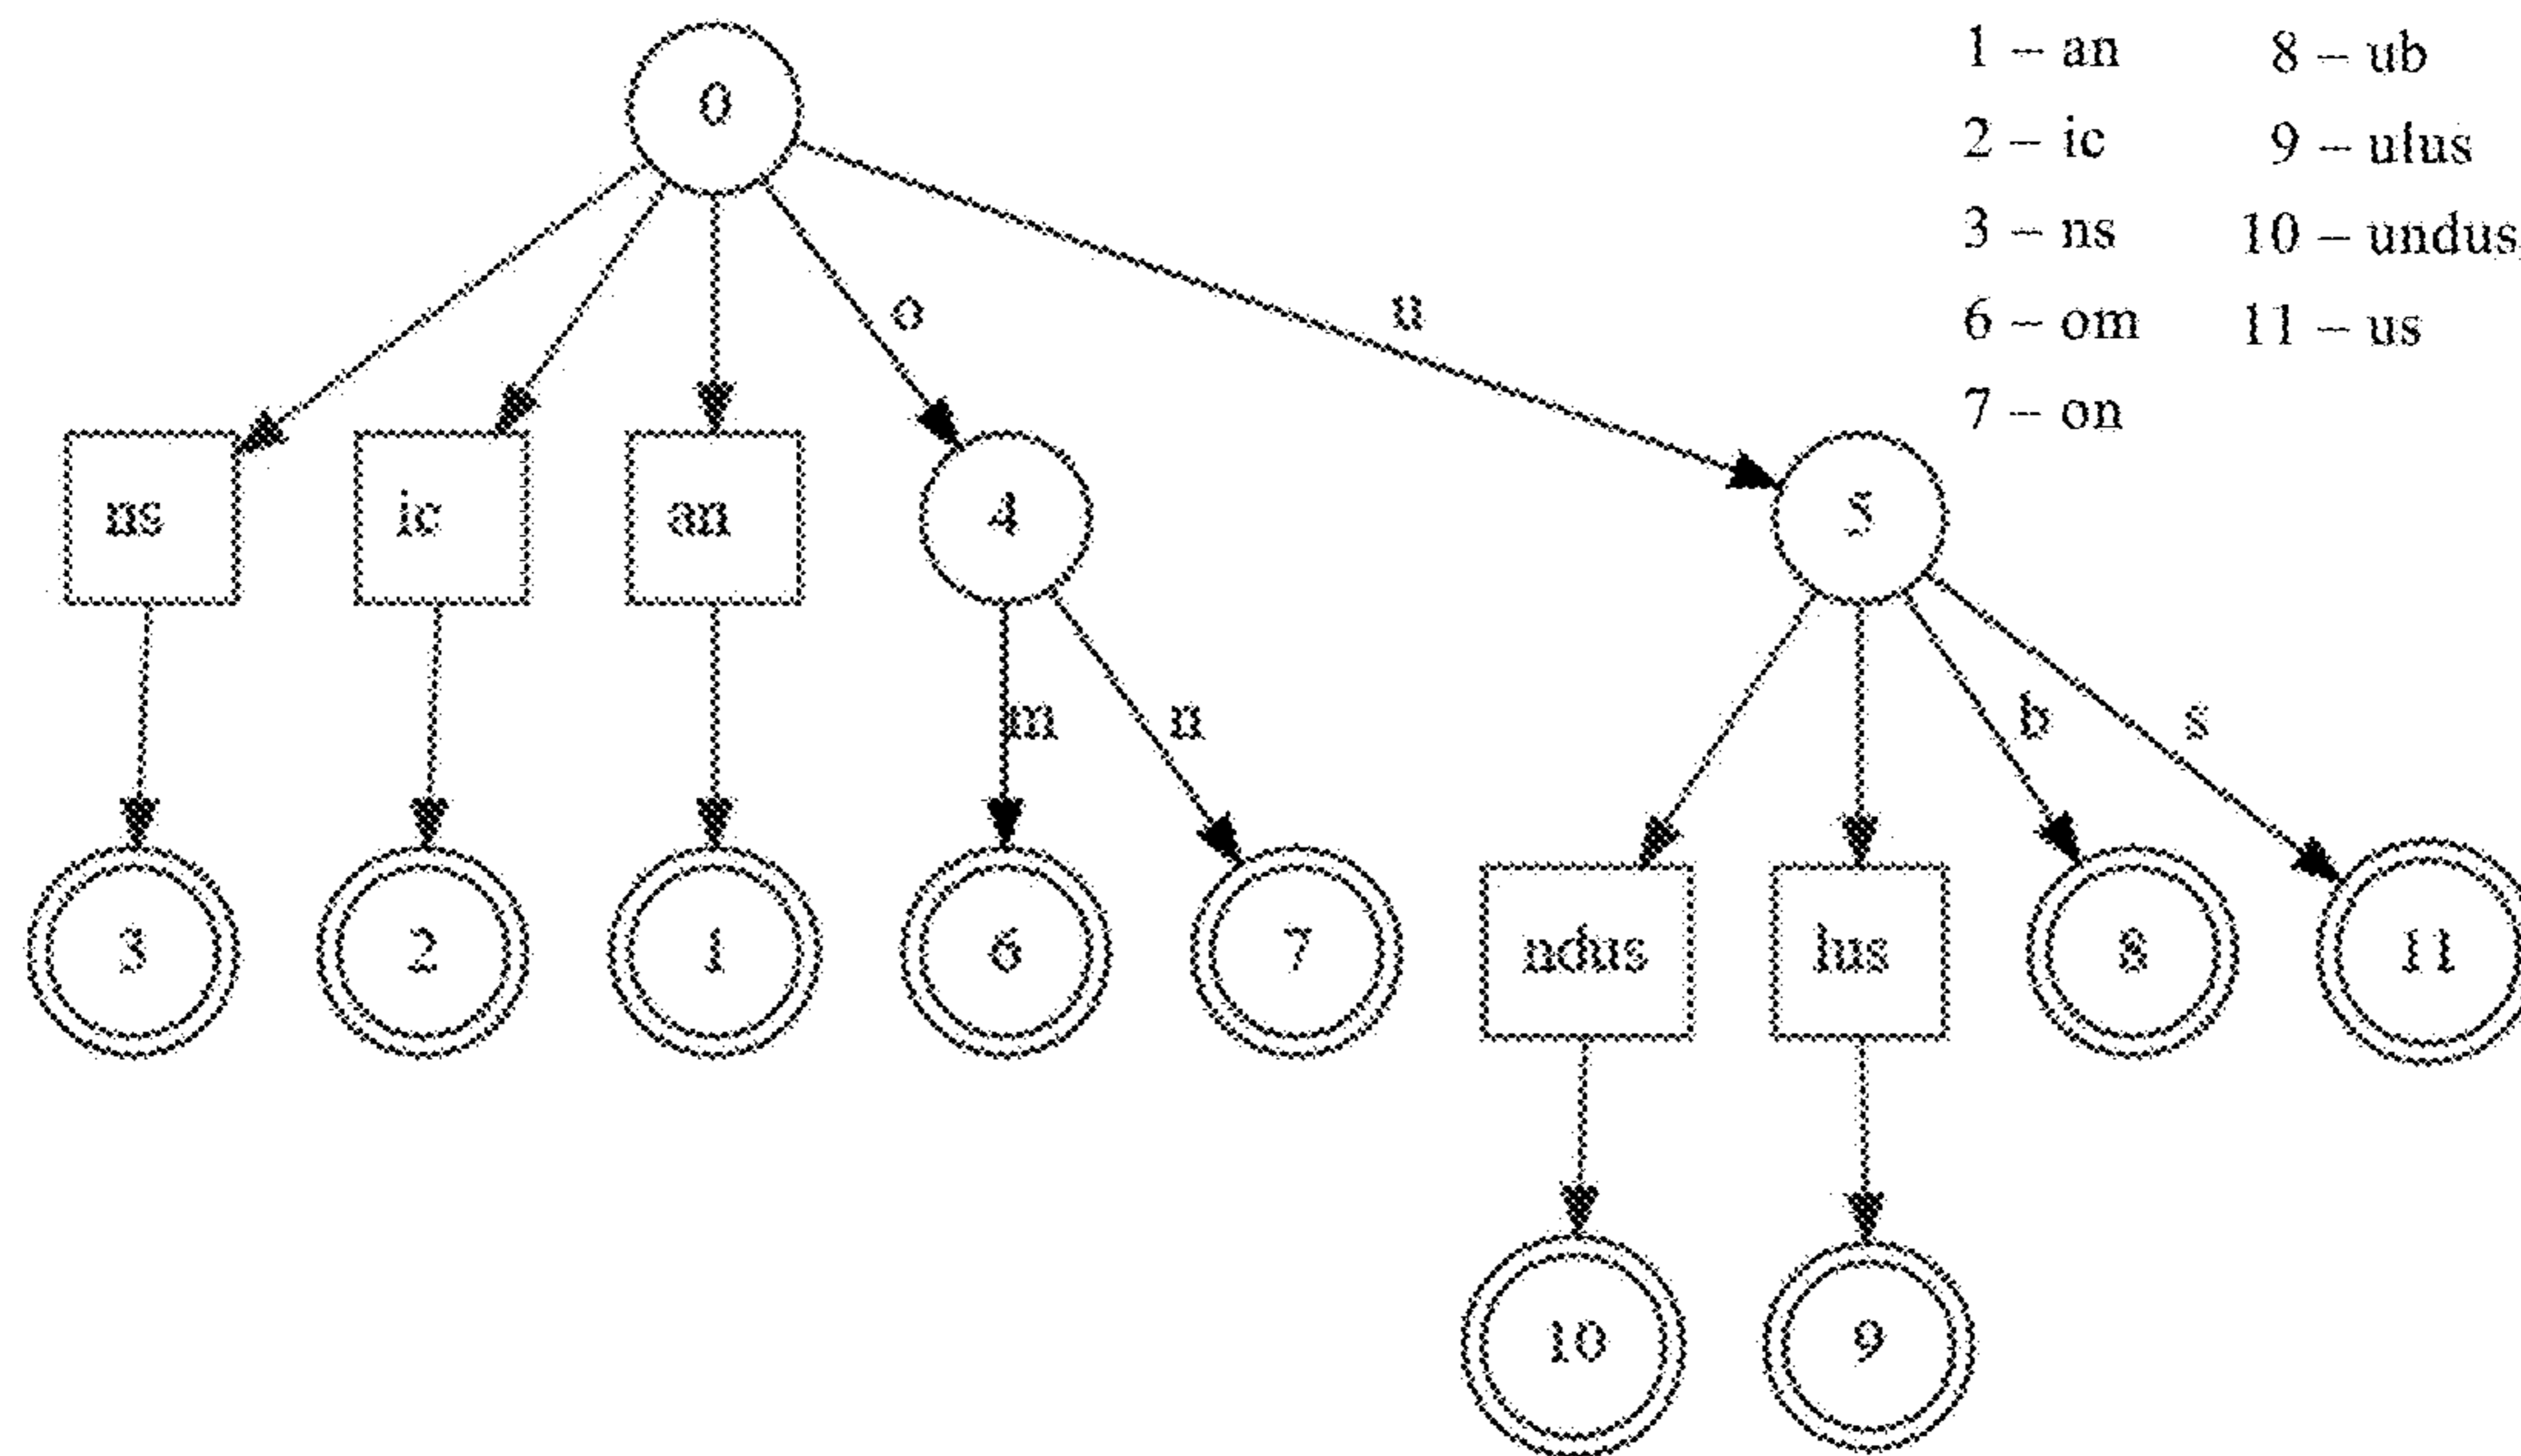 0
1 – an
8 – ub
2 – ic
9 – ulus
3 – ns
10 – undus
6 – om
11 – us
7 – on
o
u
ns
ic
an
4
5
m
n
b
s
3
2
1
6
7
ndus
lus
8
11
10
9